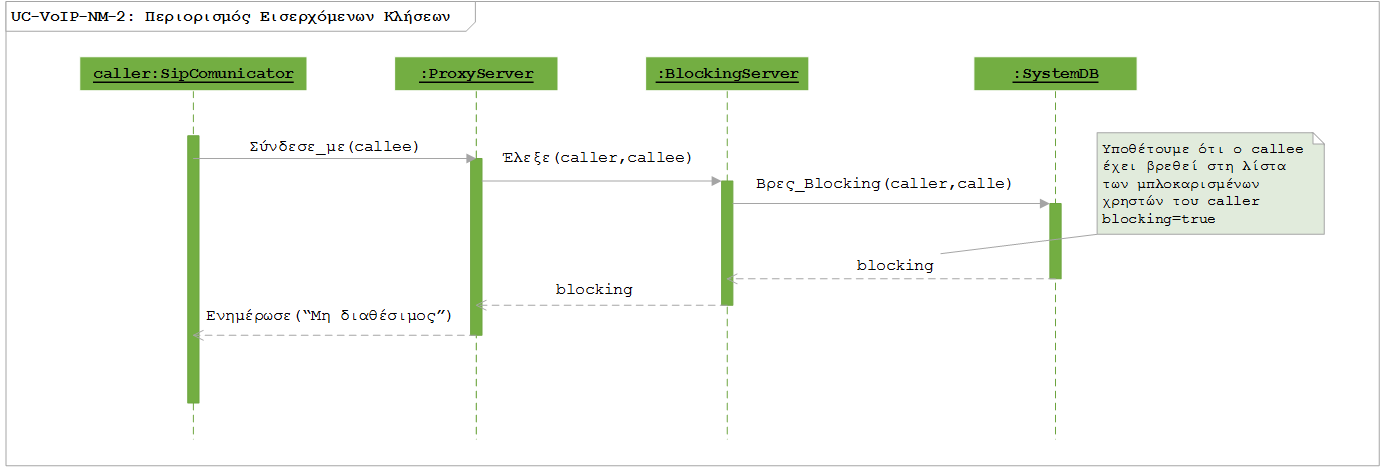 UC-VoIP-NM-2: Περιορισμός Εισερχόμενων Κλήσεων
caller:SipComunicator
:ProxyServer
:BlockingServer
:SystemDB
Σύνδεσε_με(callee)
Έλεξε(caller,callee)
Βρες_Blocking(caller,calle)
Υποθέτουμε ότι ο callee
έχει βρεθεί στη λίστα
των μπλοκαρισμένων
χρηστών του caller
blocking=true
blocking
blocking
Ενημέρωσε(“Μη διαθέσιμος”)